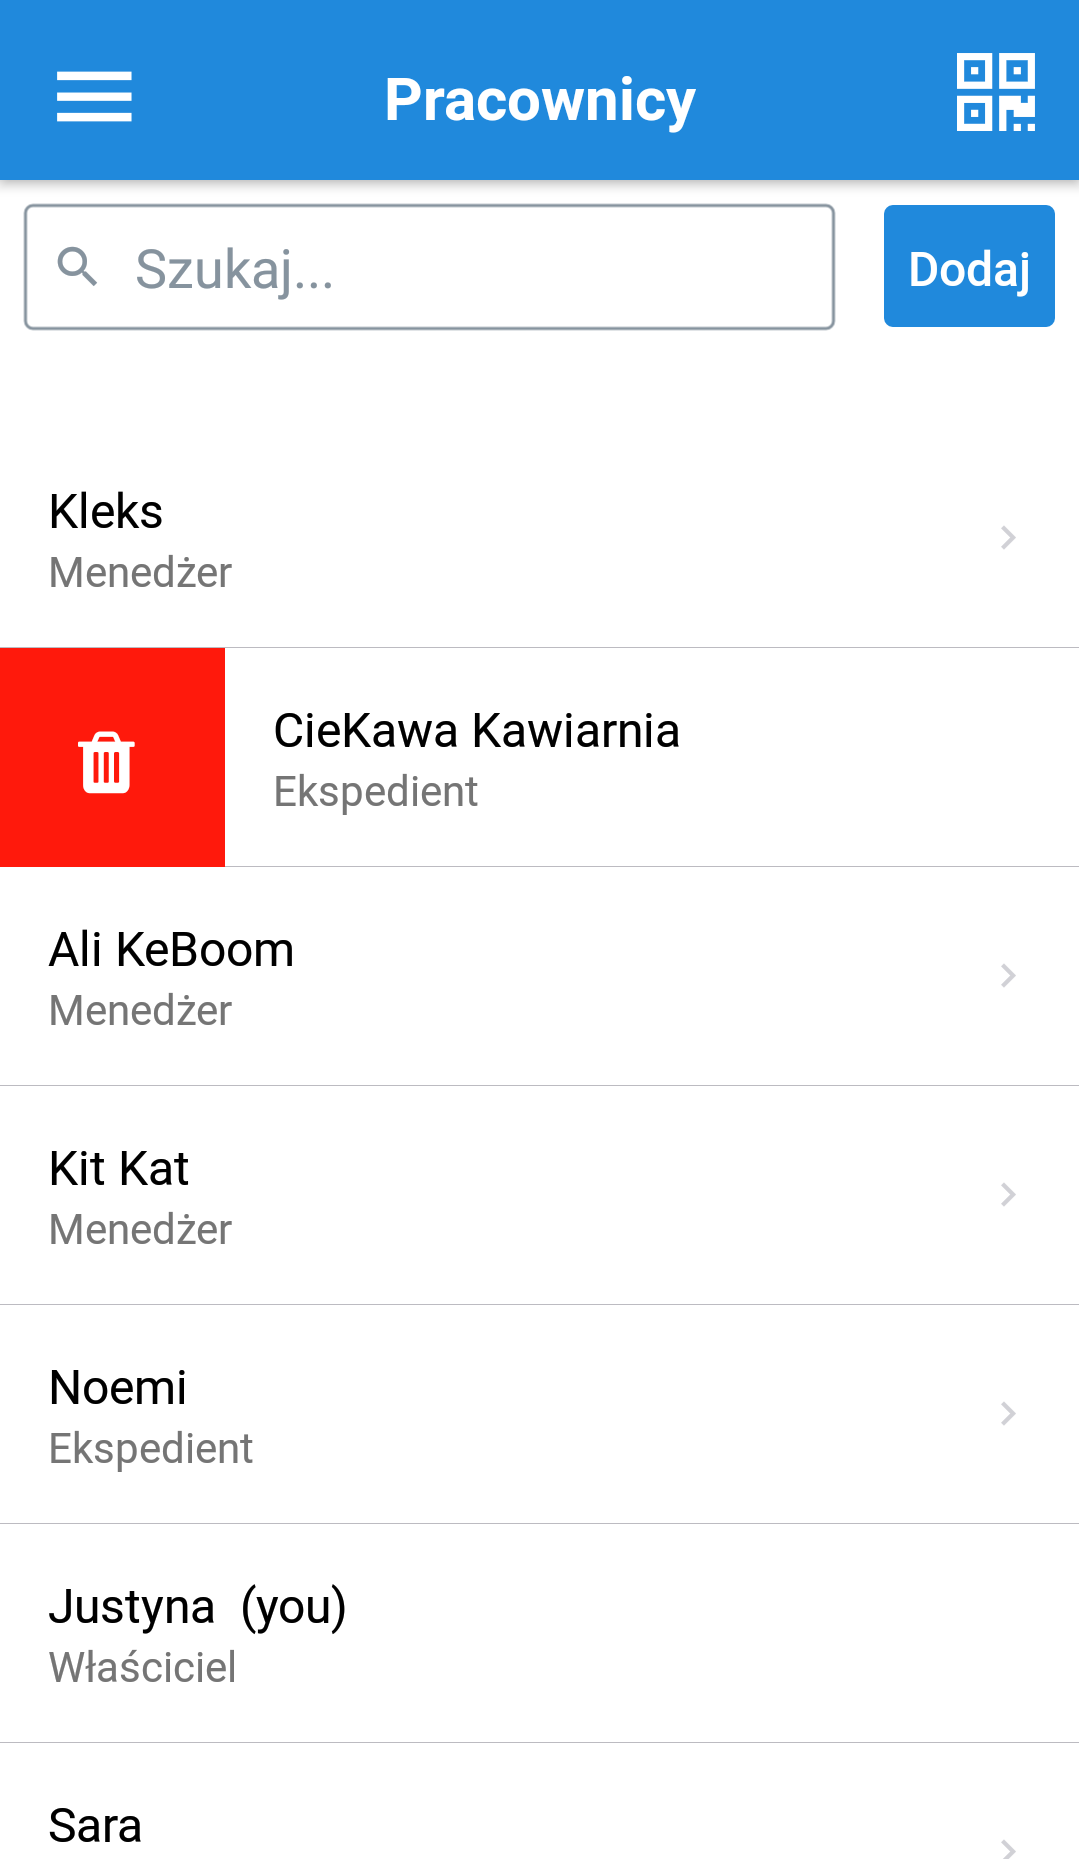 Pracownicy
Szukaj...
Dodaj
Kleks
Menedżer
CieKawa Kawiarnia
Ekspedient
Ali KeBoom
Menedżer
Kit Kat
Menedżer
Noemi
Ekspedient
Justyna (you)
Właściciel
Sara